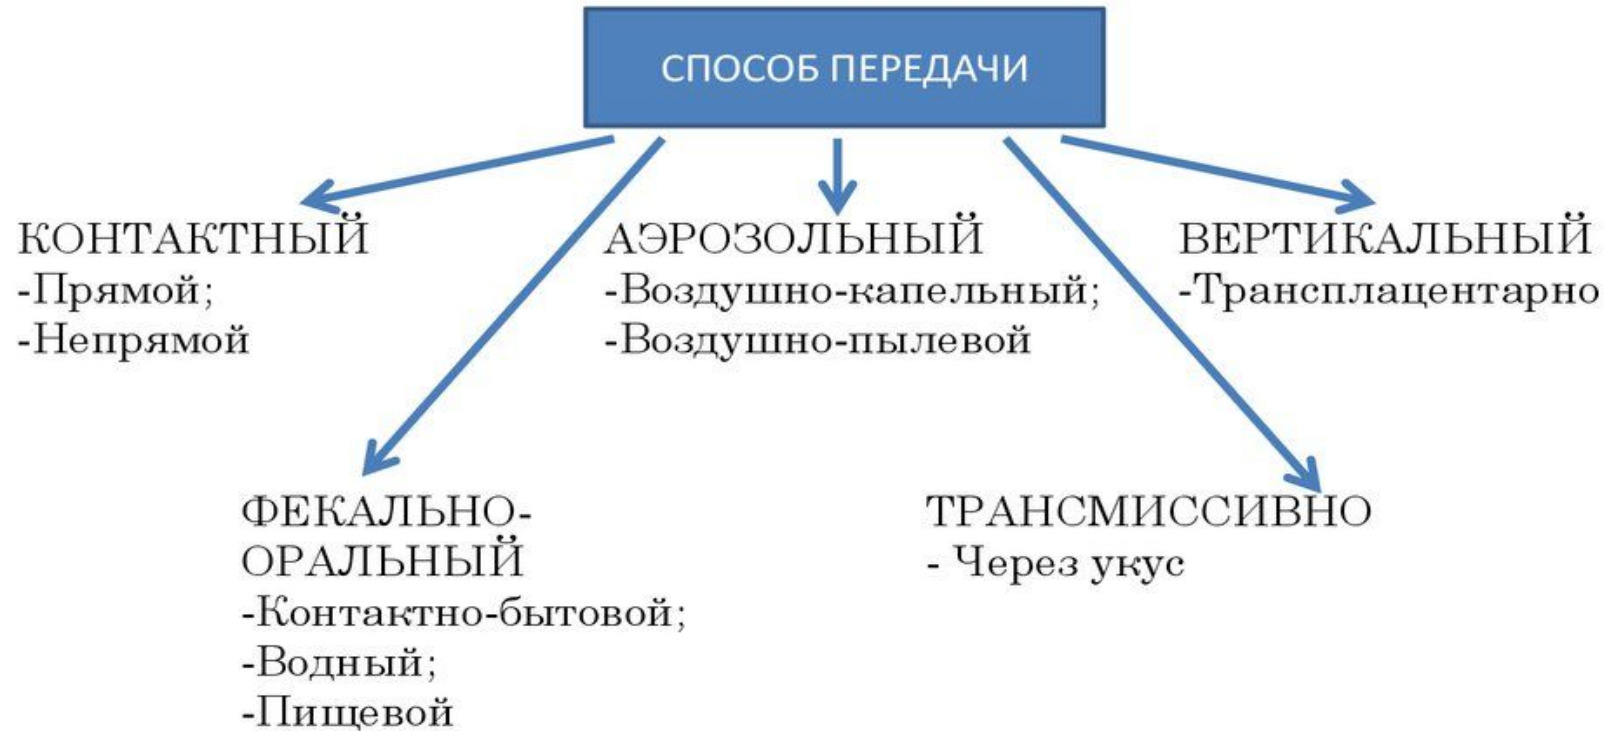 СПОСОБ ПЕРЕДАЧИ
КОНТАКТНЫЙ
-Прямой;
-Непрямой
АЭРОЗОЛЬНЫЙ
-Воздушно-капельный;
-Воздушно-пылевой
ВЕРТИКАЛЬНЫЙ
-Трансплацентарно
ФЕКАЛЬНО-
ОРАЛЬНЫЙ
-Контактно-бытовой;
-Водный;
-Пищевой
ТРАНСМИССИВНО
- Через укус